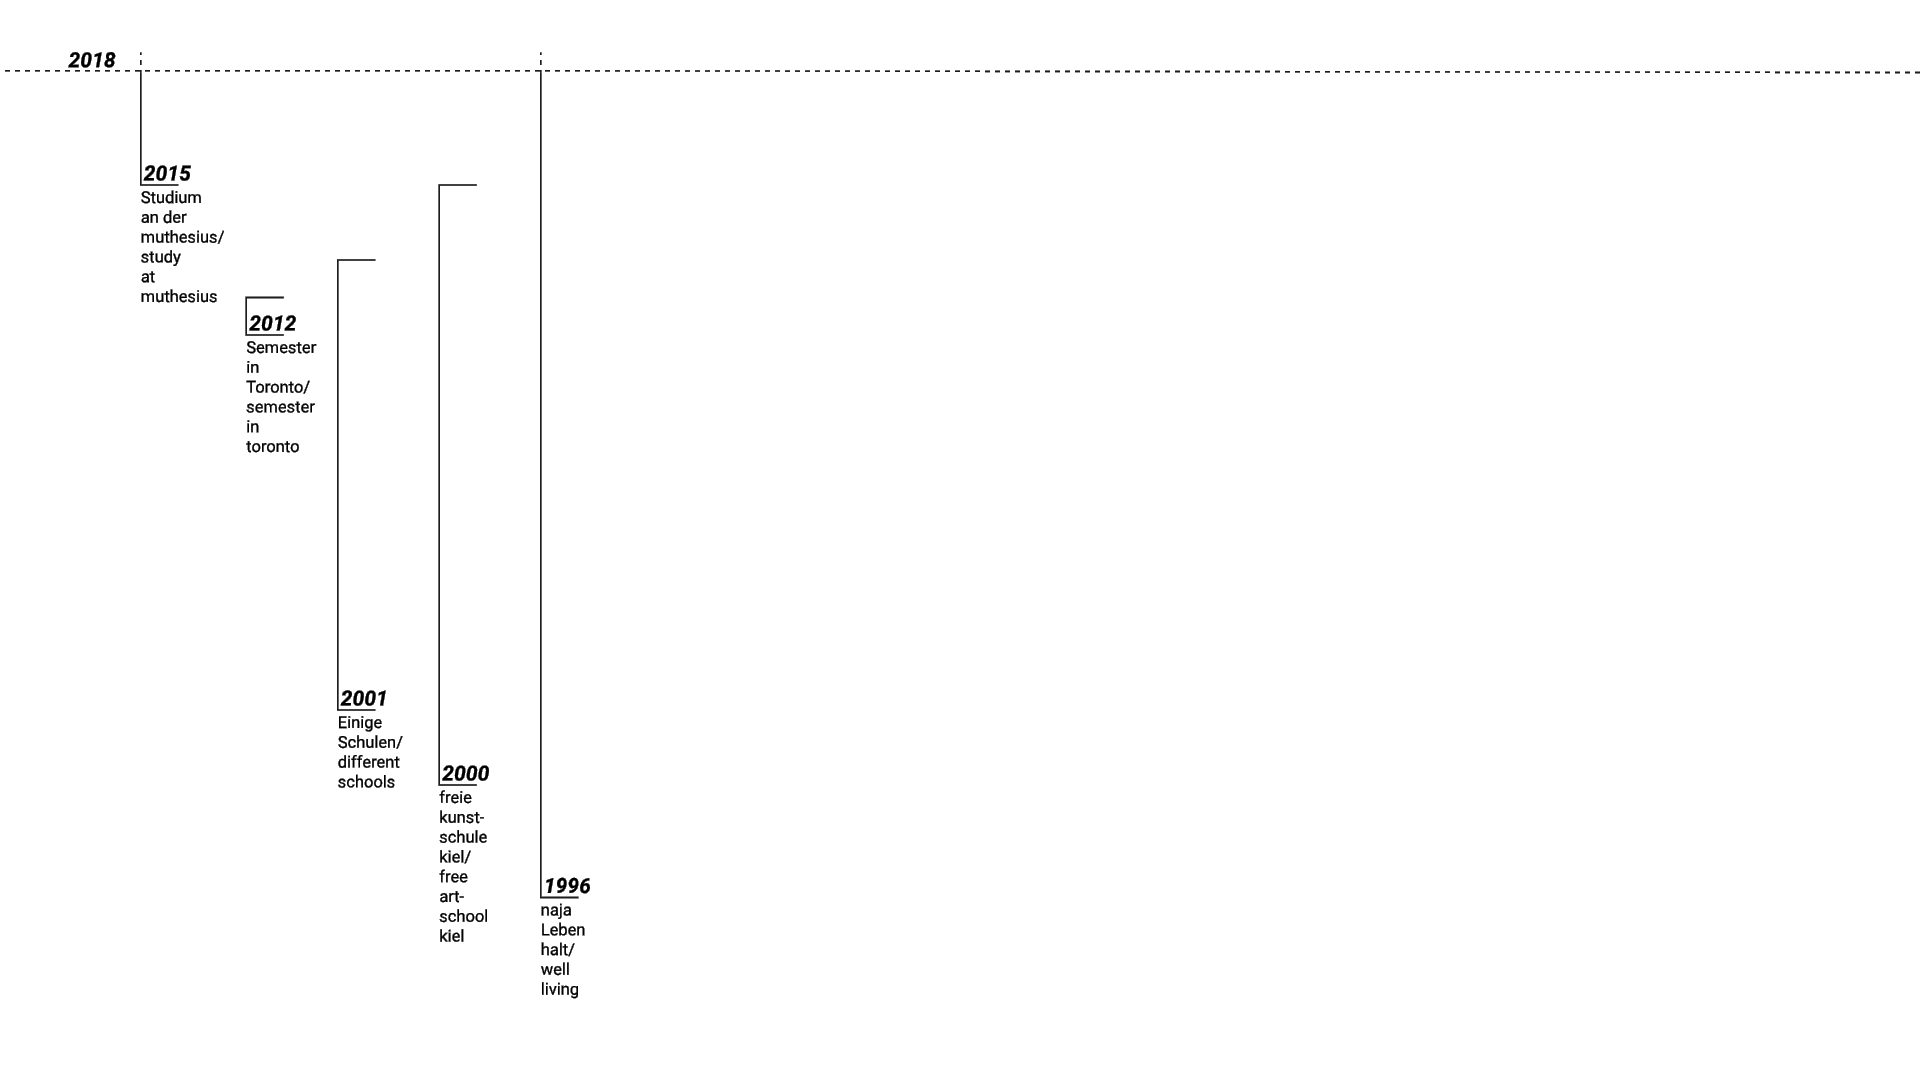 2018
2015
Studium
an der
muthesius/
study
at
muthesius
2012
Semester
in
Toronto/
semester
in
toronto
2001
Einige
Schulen/
different
schools
2000
freie
kunst-
schule
kiel/
free
art-
school
kiel
1996
naja
Leben
halt/
well
living